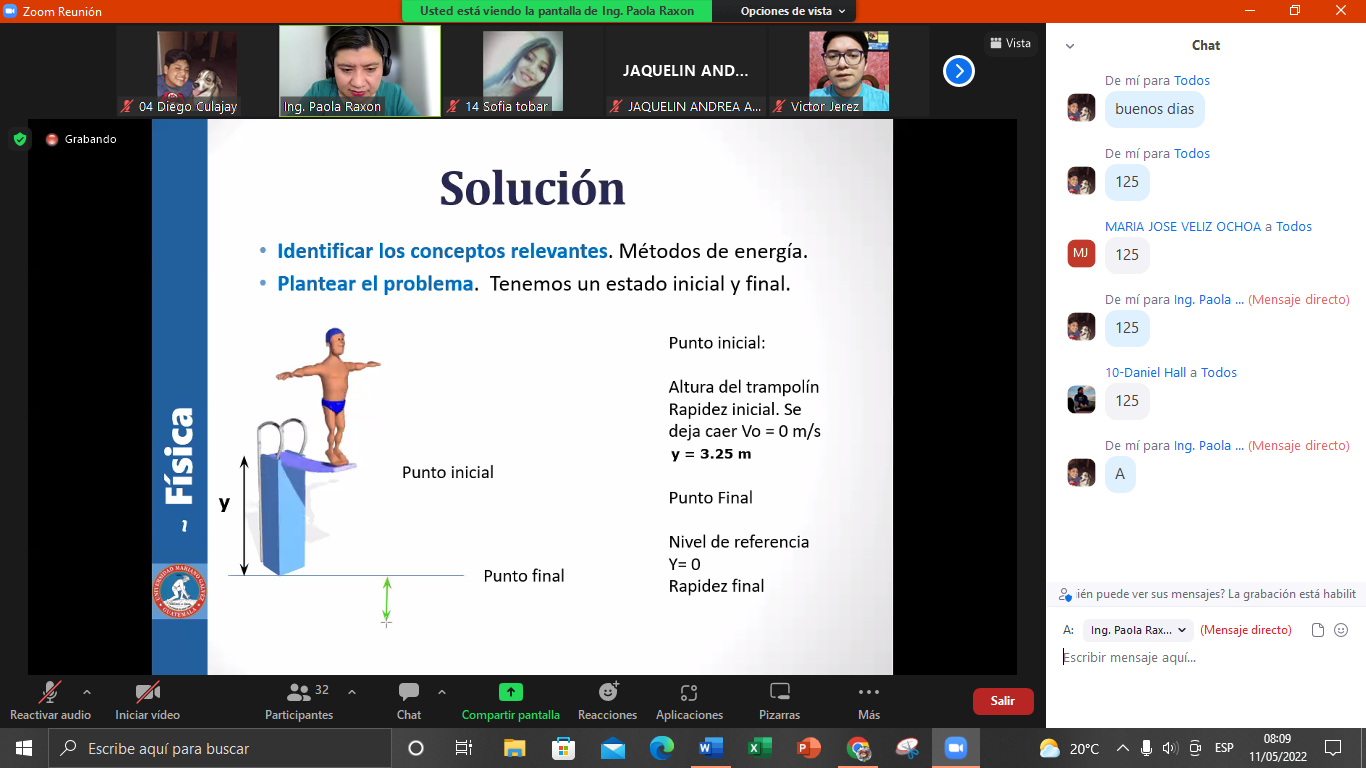 Zoom Reunión
Usted está viendo la pantalla de Ing. Paola Raxon
Opciones de vista
04 Diego Culajay
Ing. Paola Raxon
14 Sofia tobar
JAQUELIN AND...
JAQUELIN ANDREA A...
Victor Jerez
Vista
Grabando
Solución
• Identificar los conceptos relevantes. Métodos de energía.
• Plantear el problema. Tenemos un estado inicial y final.
~ Física
UNIVERSIDAD MARIANO GALVEZ
GUATEMALA
y
Punto inicial
Punto final
Punto inicial:
Altura del trampolín
Rapidez inicial. Se
deja caer Vo = 0 m/s
y = 3.25 m
Punto Final
Nivel de referencia
Y= 0
Rapidez final
Chat
De mí para Todos
buenos dias
De mí para Todos
125
MARIA JOSE VELIZ OCHOA a Todos
MJ
125
De mí para Ing. Paola ... (Mensaje directo)
125
10-Daniel Hall a Todos
125
De mí para Ing. Paola ... (Mensaje directo)
A
ién puede ver sus mensajes? La grabación está habilit
A: Ing. Paola Rax... (Mensaje directo)
Escribir mensaje aquí...
Reactivar audio
Iniciar vídeo
32
Participantes
Chat
Compartir pantalla
Reacciones
Aplicaciones
Pizarras
Más
Salir
Escribe aquí para buscar
20°C
ESP
08:09
11/05/2022